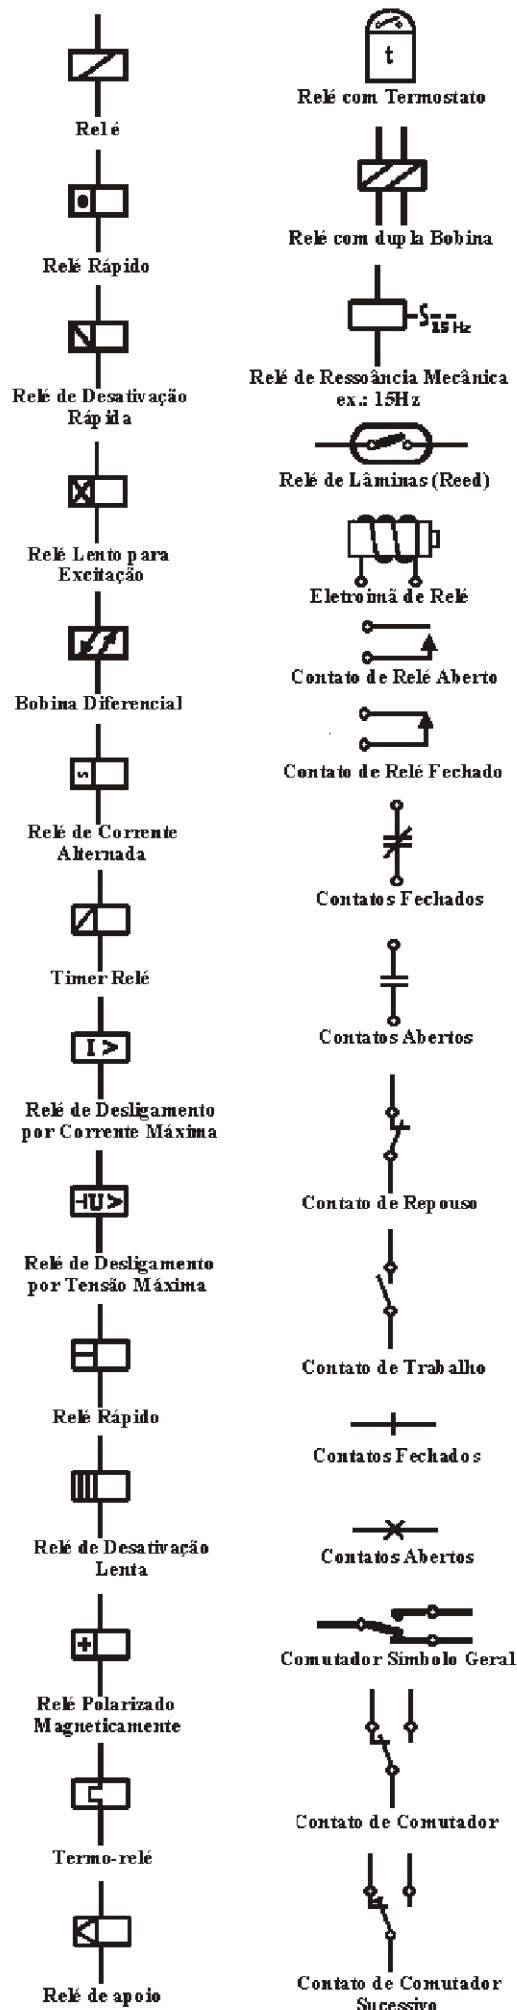 Relé
Relé Rápido
Relé de Desativação
Rápida
Relé Lento para
Excitação
Bobina Diferencial
S
Relé de Corrente
Alternada
Timer Relé
I >
Relé de Desligamento
por Corrente Máxima
U >
Relé de Desligamento
por Tensão Máxima
Relé Rápido
Relé de Desativação
Lenta
+
Relé Polarizado
Magneticamente
Termo-relé
Relé de apoio
t
Relé com Termostato
Relé com dupla Bobina
15 Hz
Relé de Ressoância Mecânica
ex.: 15Hz
Relé de Lâminas (Reed)
Eletroimã de Relé
Contato de Relé Aberto
Contato de Relé Fechado
Contatos Fechados
Contatos Abertos
Contato de Repouso
Contato de Trabalho
Contatos Fechados
Contatos Abertos
Comutador Símbolo Geral
Contato de Comutador
Contato de Comutador
Sucessivo